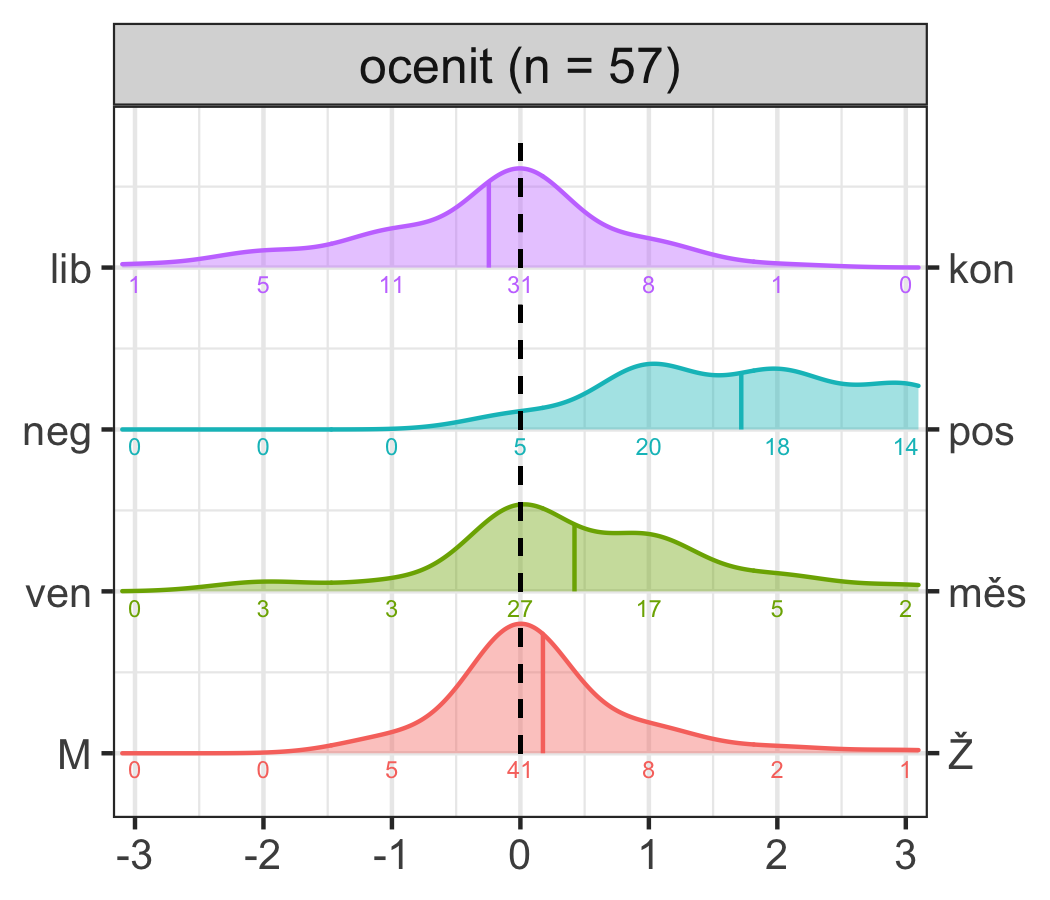 ocenit (n = 57)
lib kon
1 5 11 31 8 1 0
neg pos
0 0 0 5 20 18 14
ven měs
0 3 3 27 17 5 2
M Ž
0 0 5 41 8 2 1
-3 -2 -1 0 1 2 3